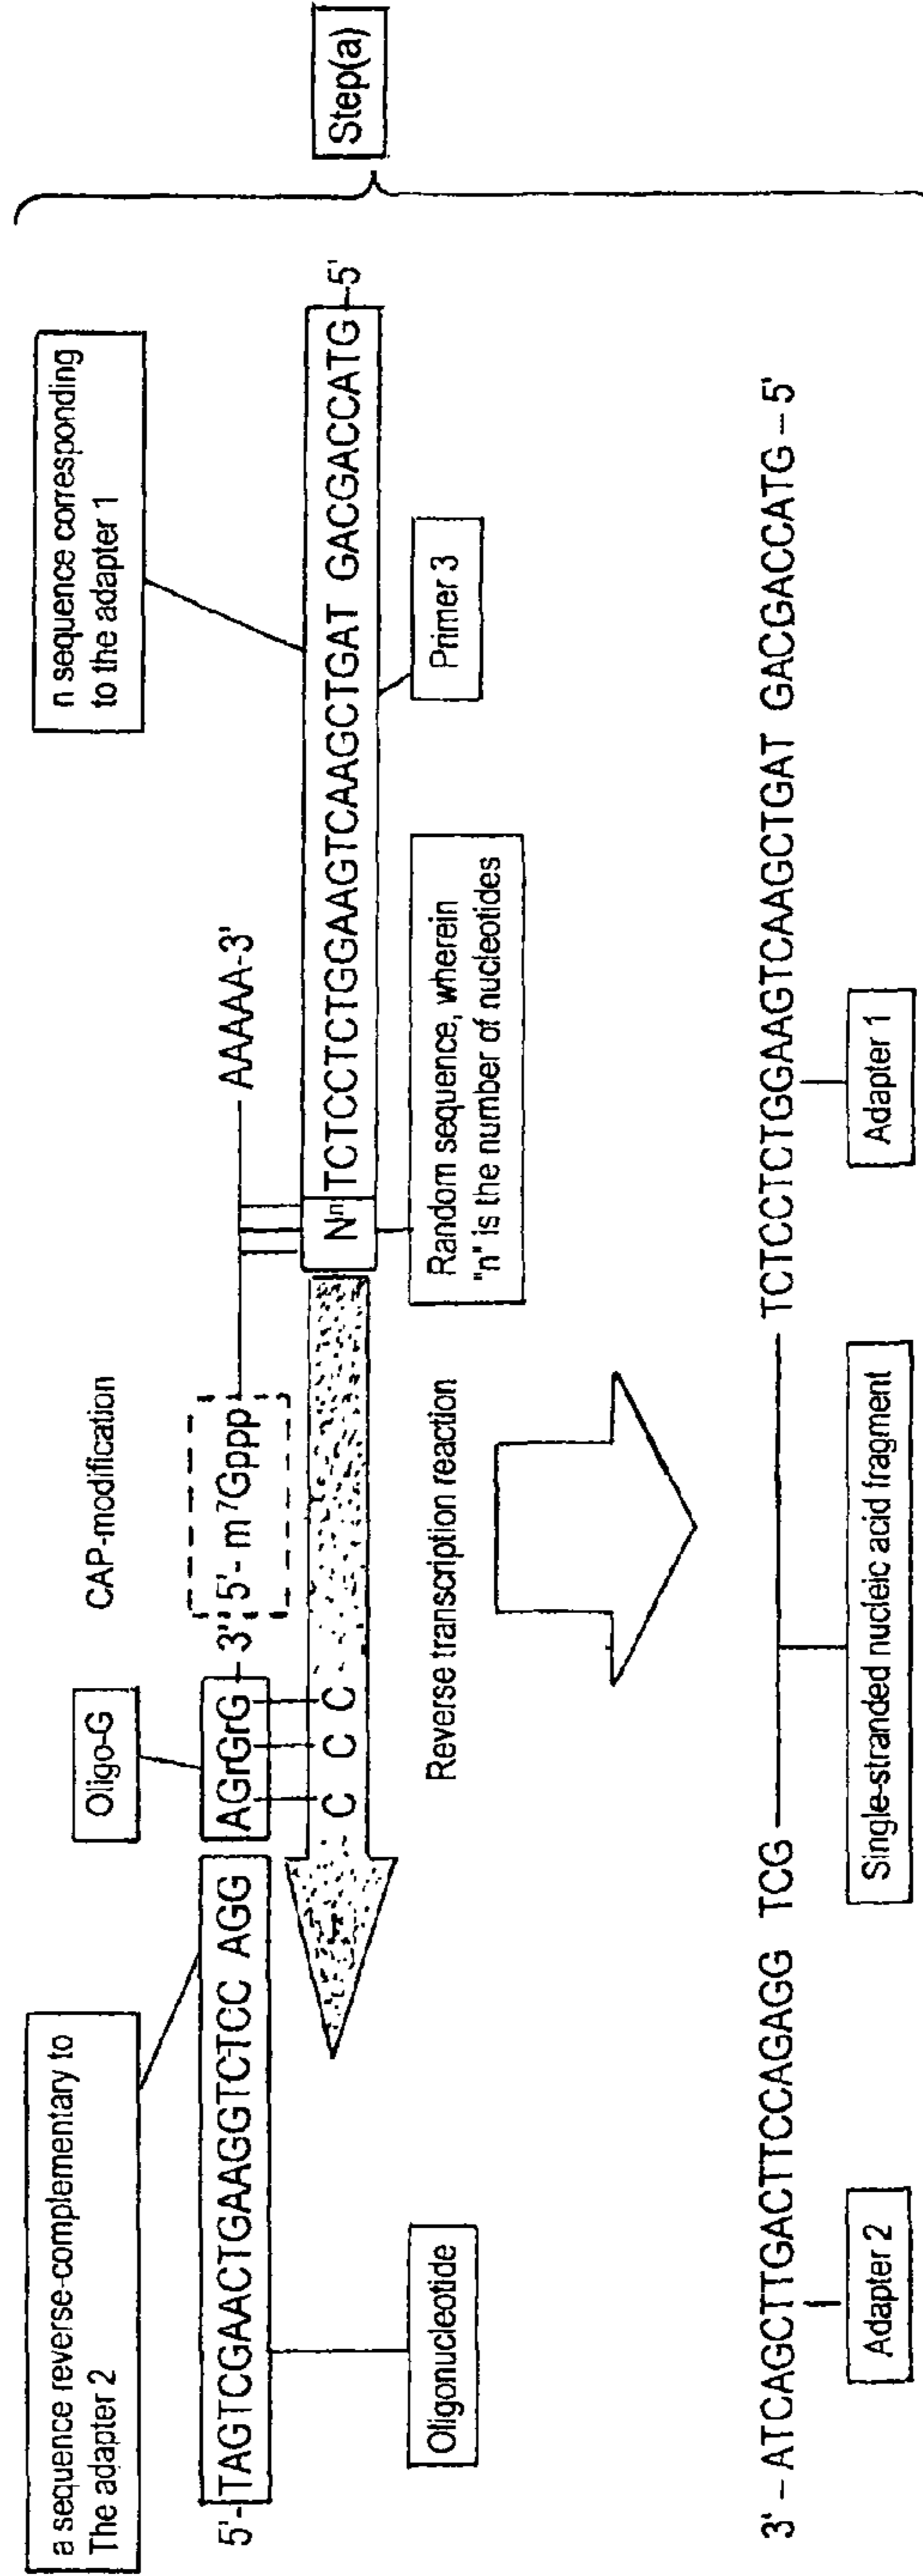 a sequence reverse-complementary to
The adapter 2
Oligo-G
CAP-modification
n sequence corresponding
to the adapter 1
Step(a)
5'-TAGTCGAACTGAAGGTCTCC AGG AGrGrG - 3' 5'- m7Gppp AAAA-3'
C C C Nn TCTCCTCTGGAAGTCAAGCTGAT GACGACCATG -5'
Oligonucleotide
Reverse transcription reaction
Random sequence, wherein
"n" is the number of nucleotides
Primer 3
3' – ATCAGCTTGACTTCCAGAGG TCG TCTCCTCTGGAAGTCAAGCTGAT GACGACCATG – 5'
Adapter 2
Single-stranded nucleic acid fragment
Adapter 1